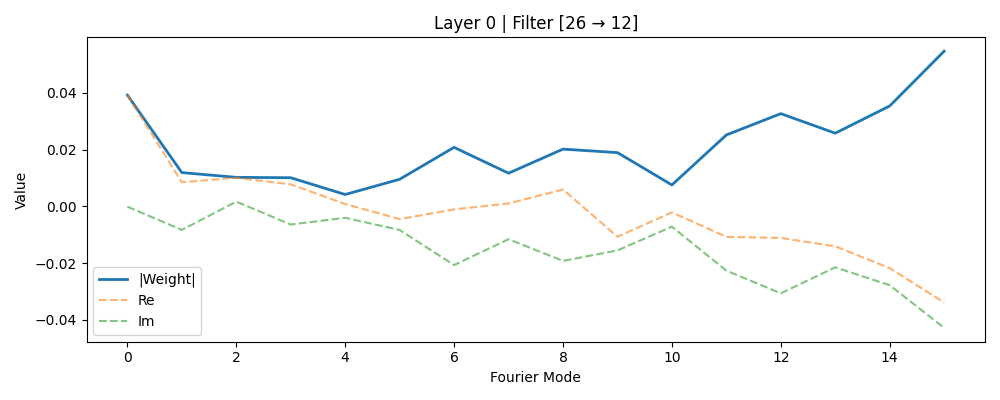 Layer 0 | Filter [26 → 12]
Value
0.04
0.02
0.00
−0.02
−0.04
|Weight|
Re
Im
0 2 4 6 8 10 12 14
Fourier Mode